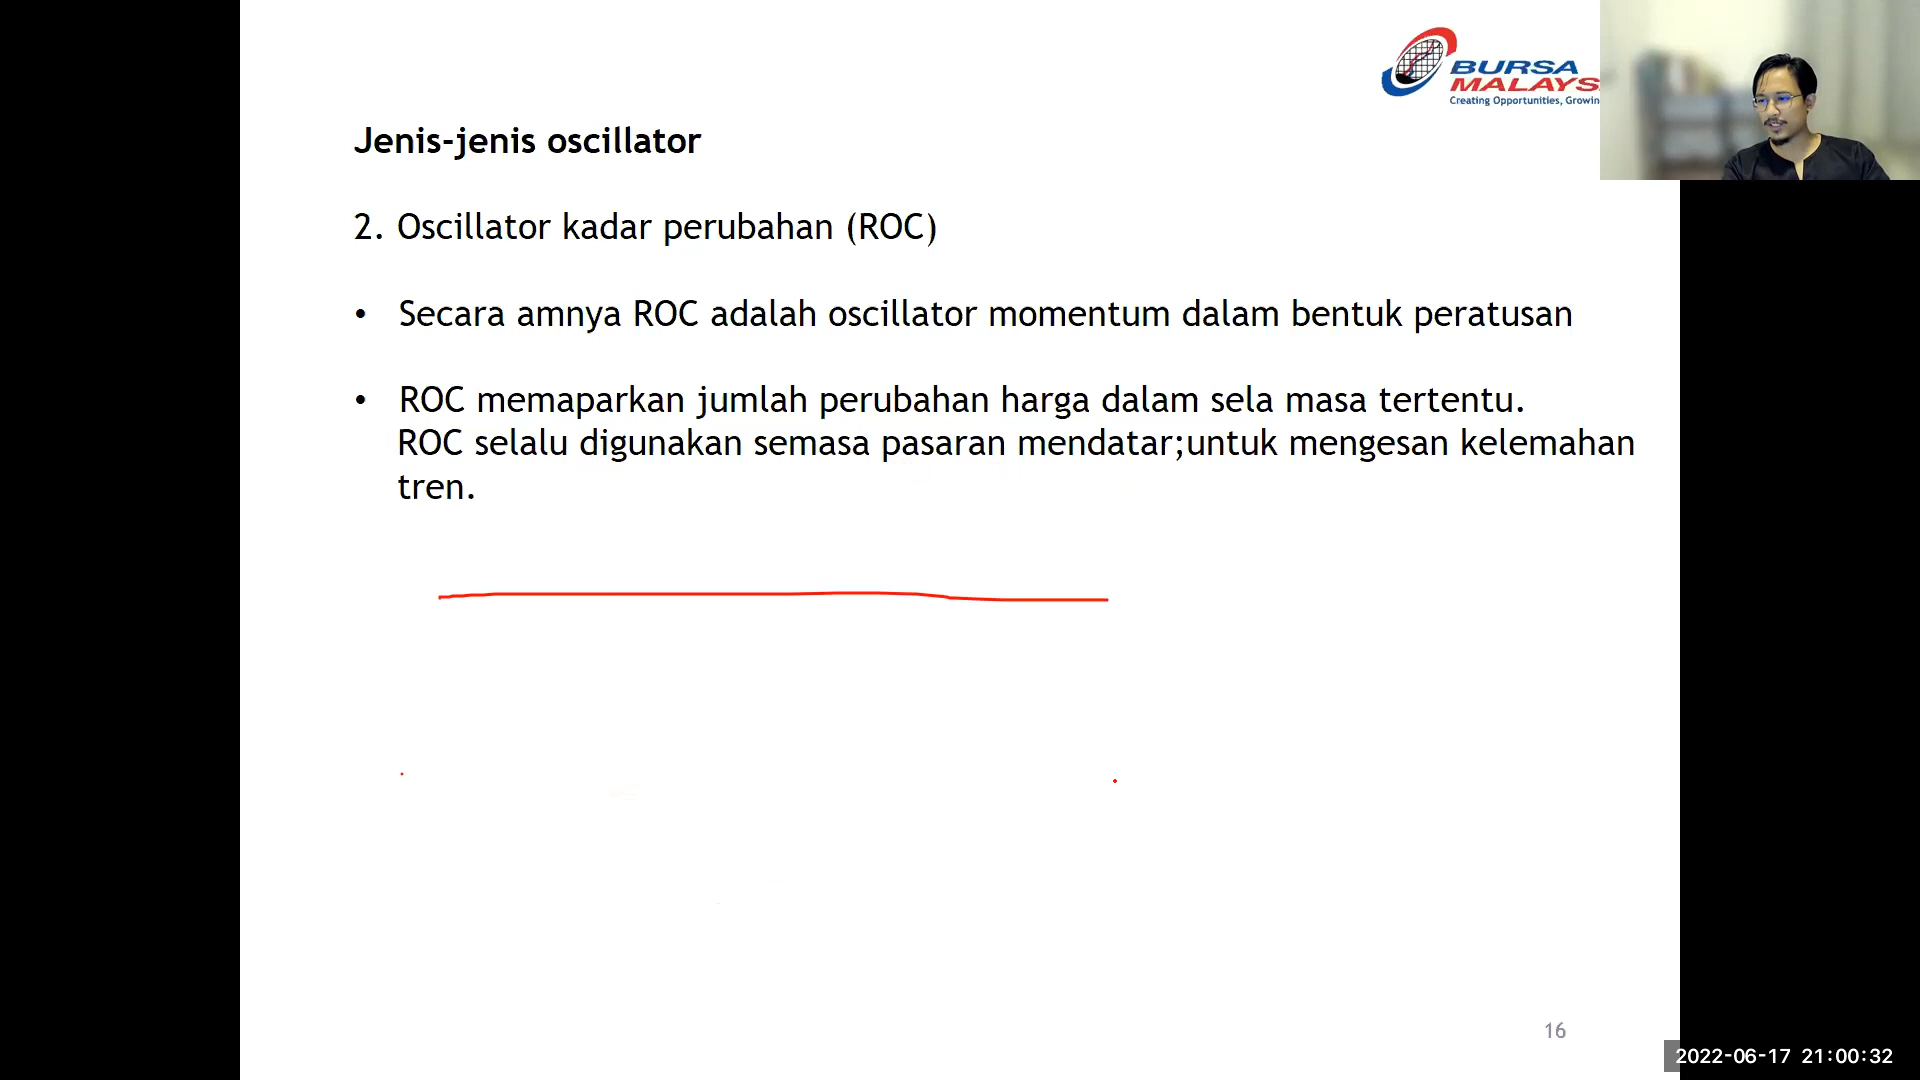 BURSA
MALAYS
Creating Opportunities, Growin
Jenis-jenis oscillator
2. Oscillator kadar perubahan (ROC)
• Secara amnya ROC adalah oscillator momentum dalam bentuk peratusan
• ROC memaparkan jumlah perubahan harga dalam sela masa tertentu.
ROC selalu digunakan semasa pasaran mendatar;untuk mengesan kelemahan
tren.
16
2022-06-17 21:00:32